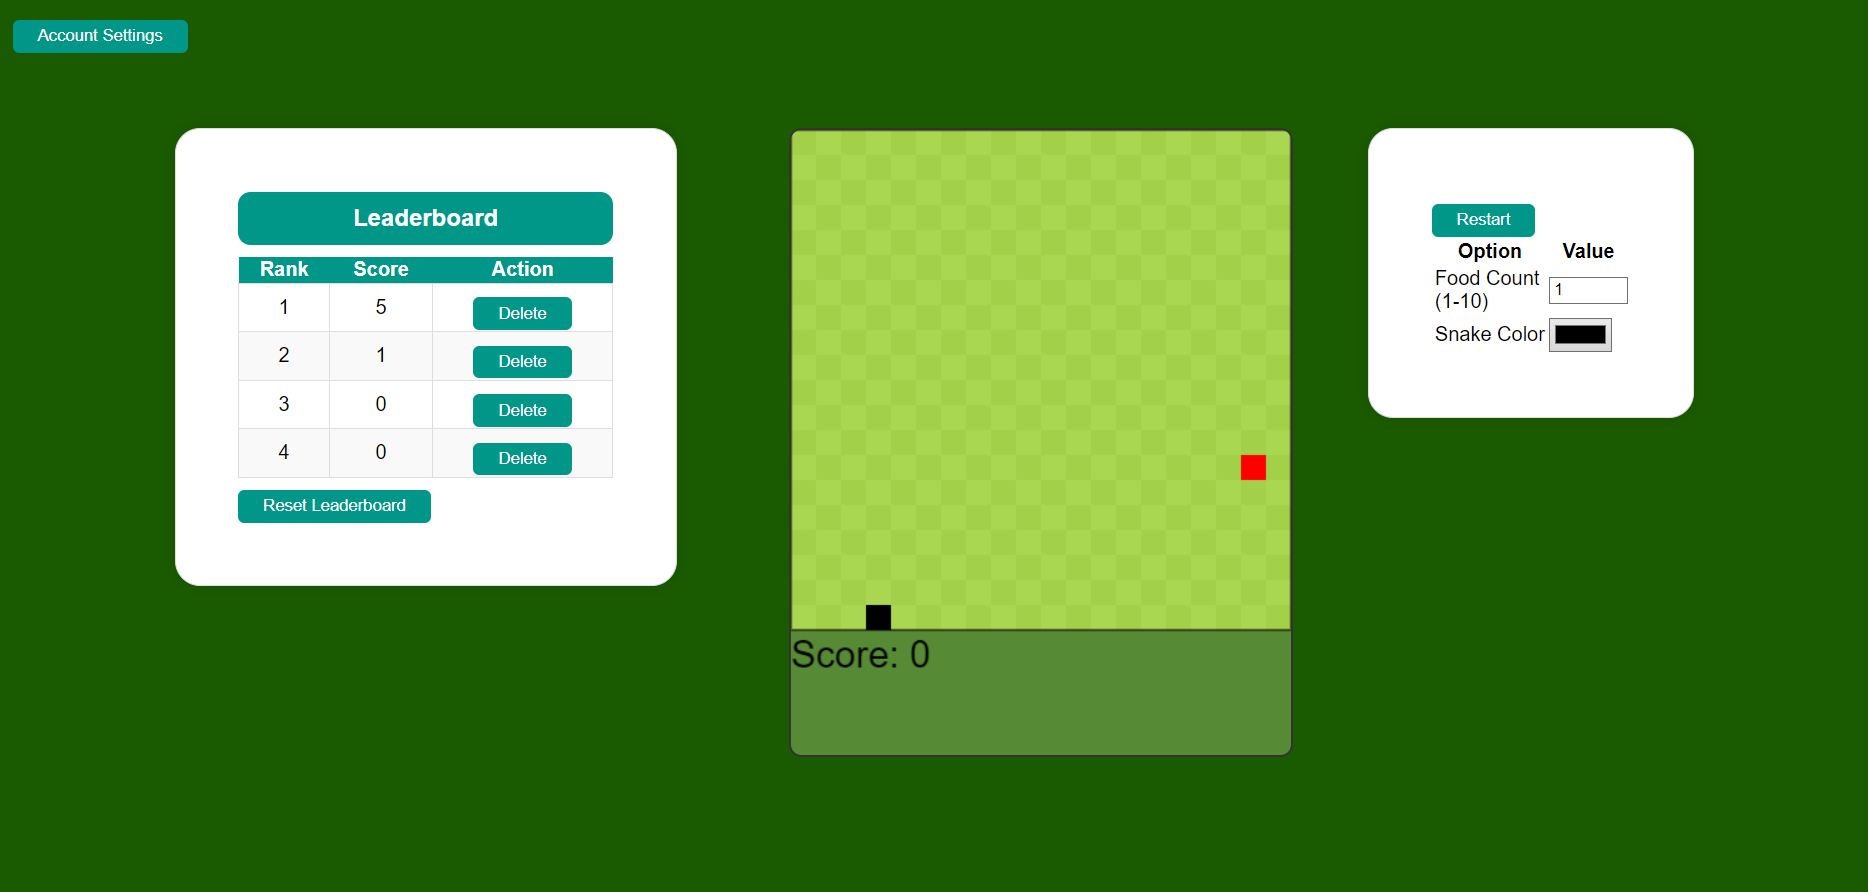 Account Settings
Leaderboard
Rank Score Action
1 5 Delete
2 1 Delete
3 0 Delete
4 0 Delete
Reset Leaderboard
Score: 0
Restart
Option Value
Food Count
(1-10) 1
Snake Color